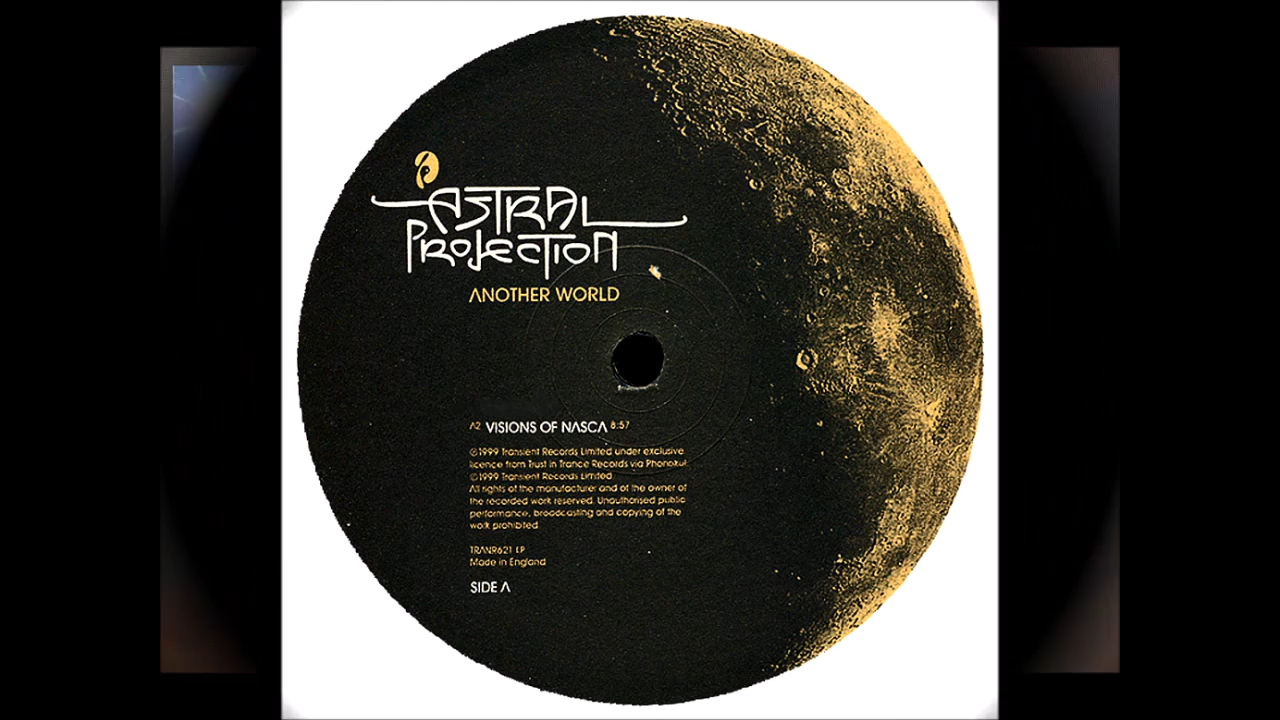 ASTRAL
PROJECTION
ANOTHER WORLD
A2 VISIONS OF NASCA 8:57
℗1999 Transient Records Limited under exclusive
licence from Trust in Trance Records via Phonokol.
©1999 Transient Records Limited
All rights of the manufacturer and of the owner of
the recorded work reserved. Unauthorised public
performance, broadcasting and copying of the
work prohibited.
TRANR621 LP
Made in England
SIDE A